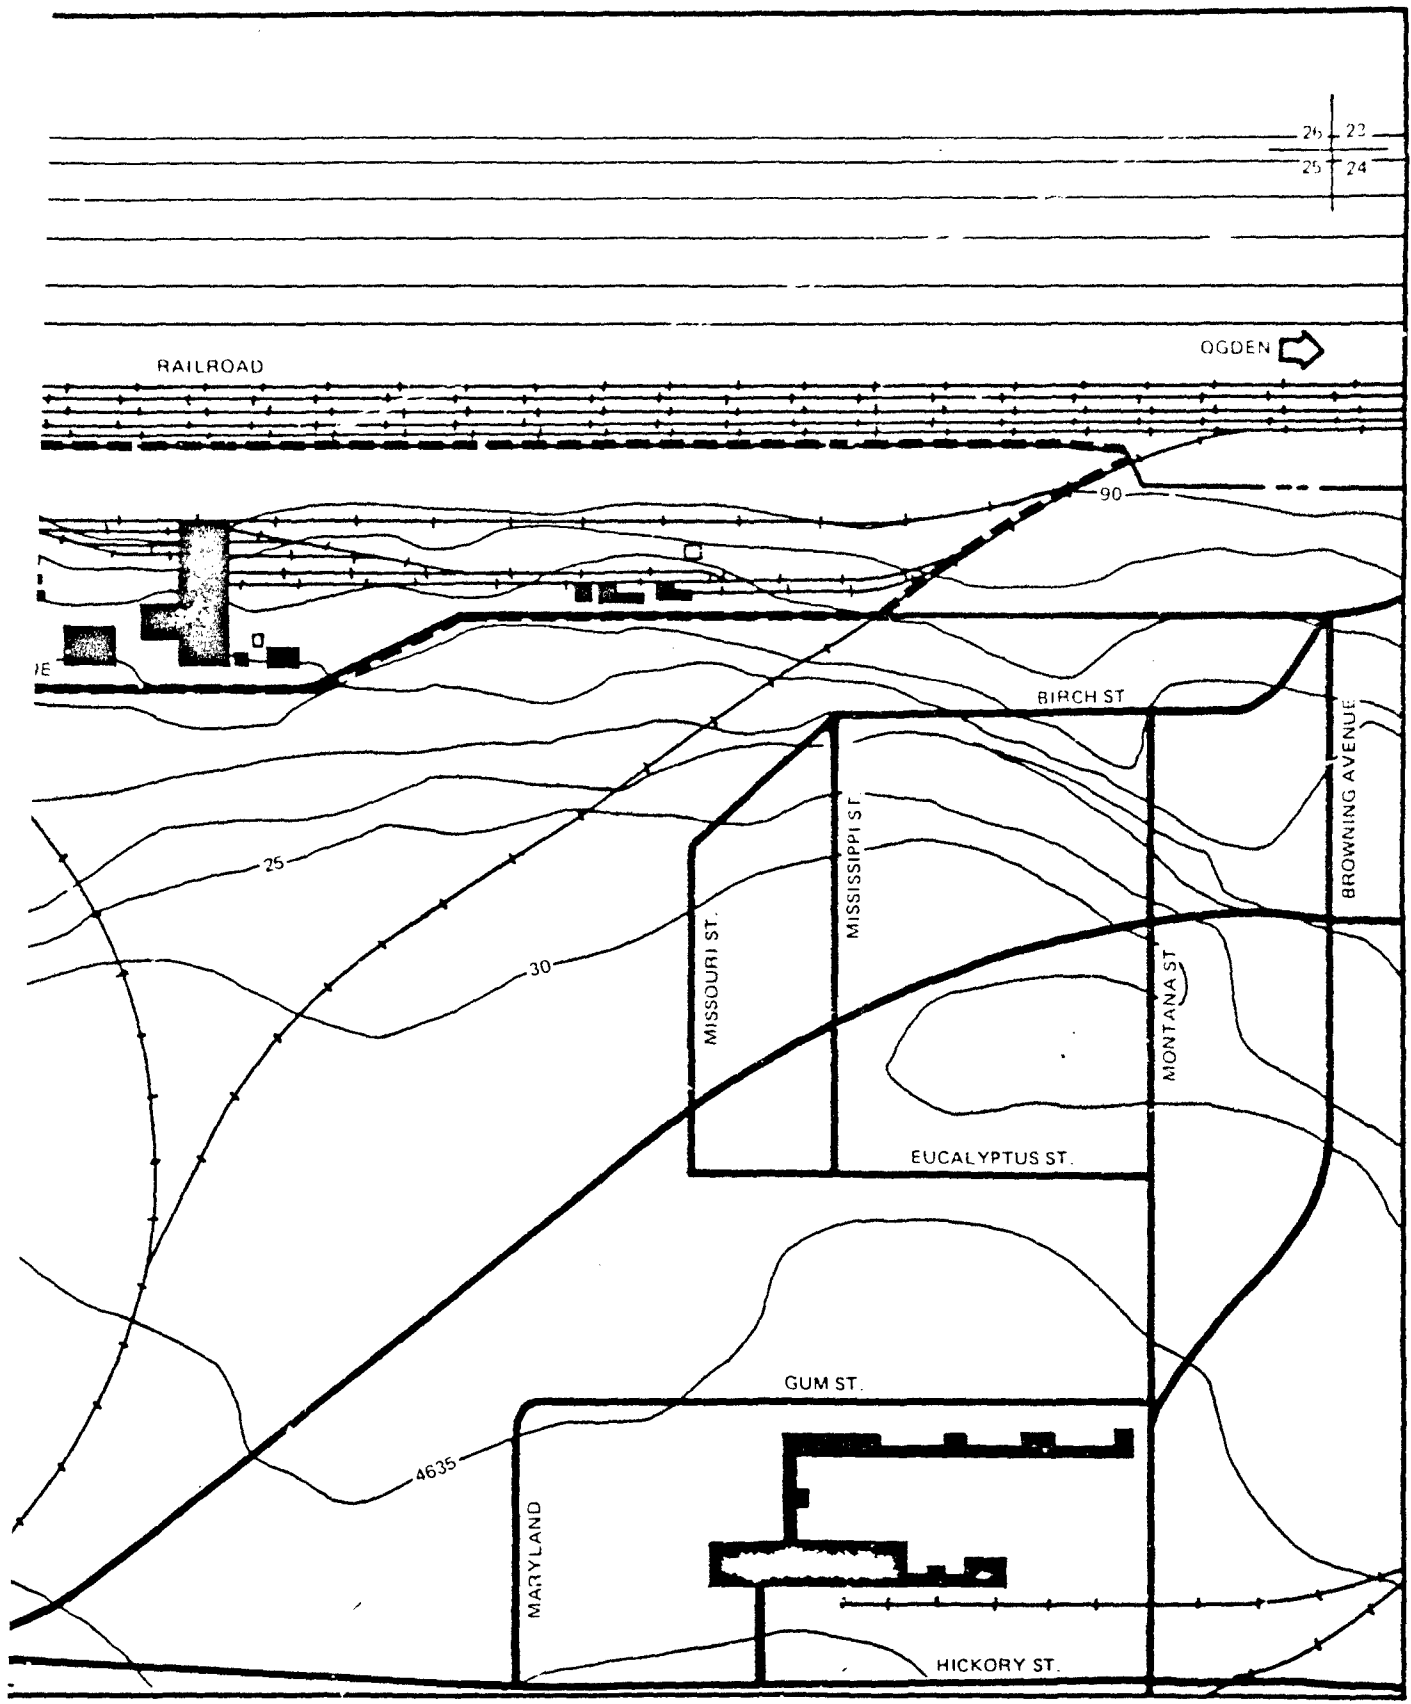 26 23
25 24
OGDEN
RAILROAD
90
BIRCH ST
BROWNING AVENUE
MISSISSIPPI ST.
25
MISSOURI ST.
30
MONTANA ST
EUCALYPTUS ST.
GUM ST.
4635
MARYLAND
HICKORY ST.